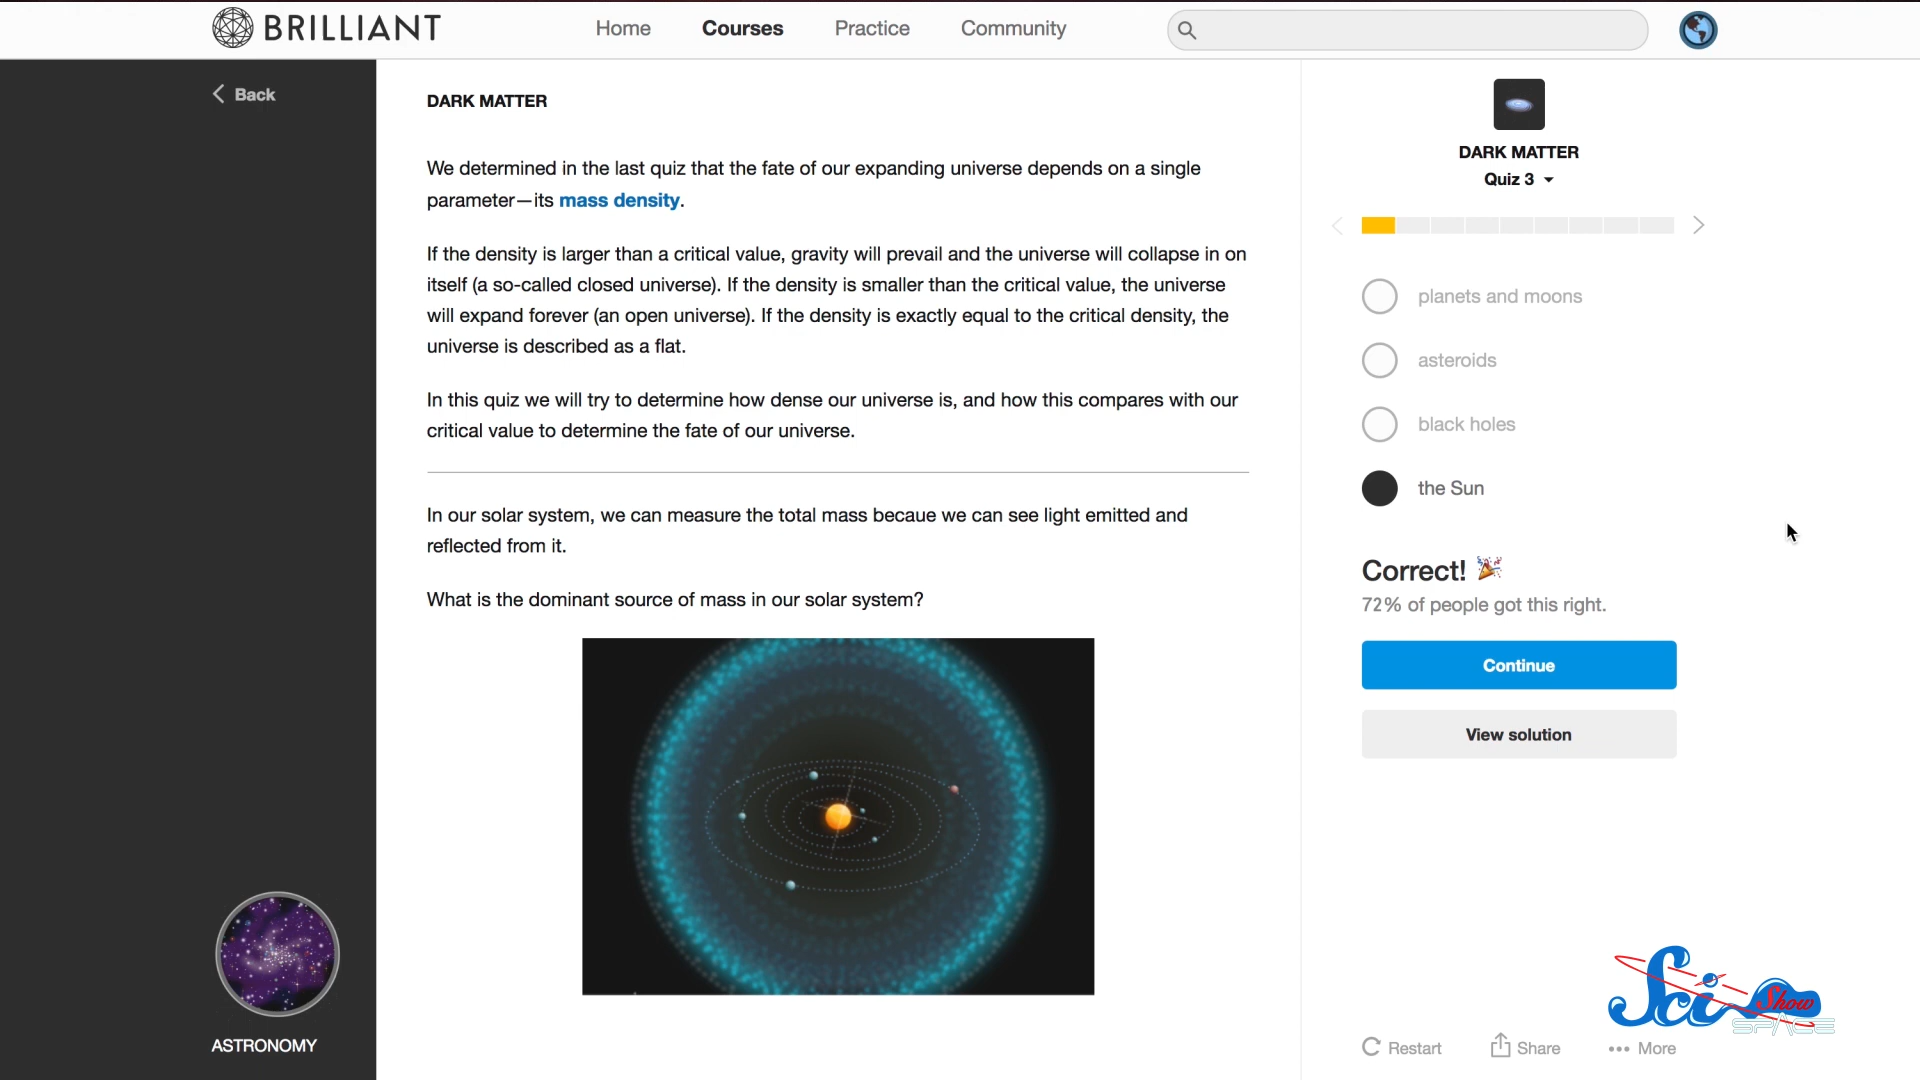 BRILLIANT
Home
Courses
Practice
Community
Back
DARK MATTER
We determined in the last quiz that the fate of our expanding universe depends on a single
parameter—its mass density.
If the density is larger than a critical value, gravity will prevail and the universe will collapse in on
itself (a so-called closed universe). If the density is smaller than the critical value, the universe
will expand forever (an open universe). If the density is exactly equal to the critical density, the
universe is described as a flat.
In this quiz we will try to determine how dense our universe is, and how this compares with our
critical value to determine the fate of our universe.
In our solar system, we can measure the total mass becaue we can see light emitted and
reflected from it.
What is the dominant source of mass in our solar system?
ASTRONOMY
DARK MATTER
Quiz 3
planets and moons
asteroids
black holes
the Sun
Correct!
72% of people got this right.
Continue
View solution
Sci Show
SPACE
Restart
Share
More